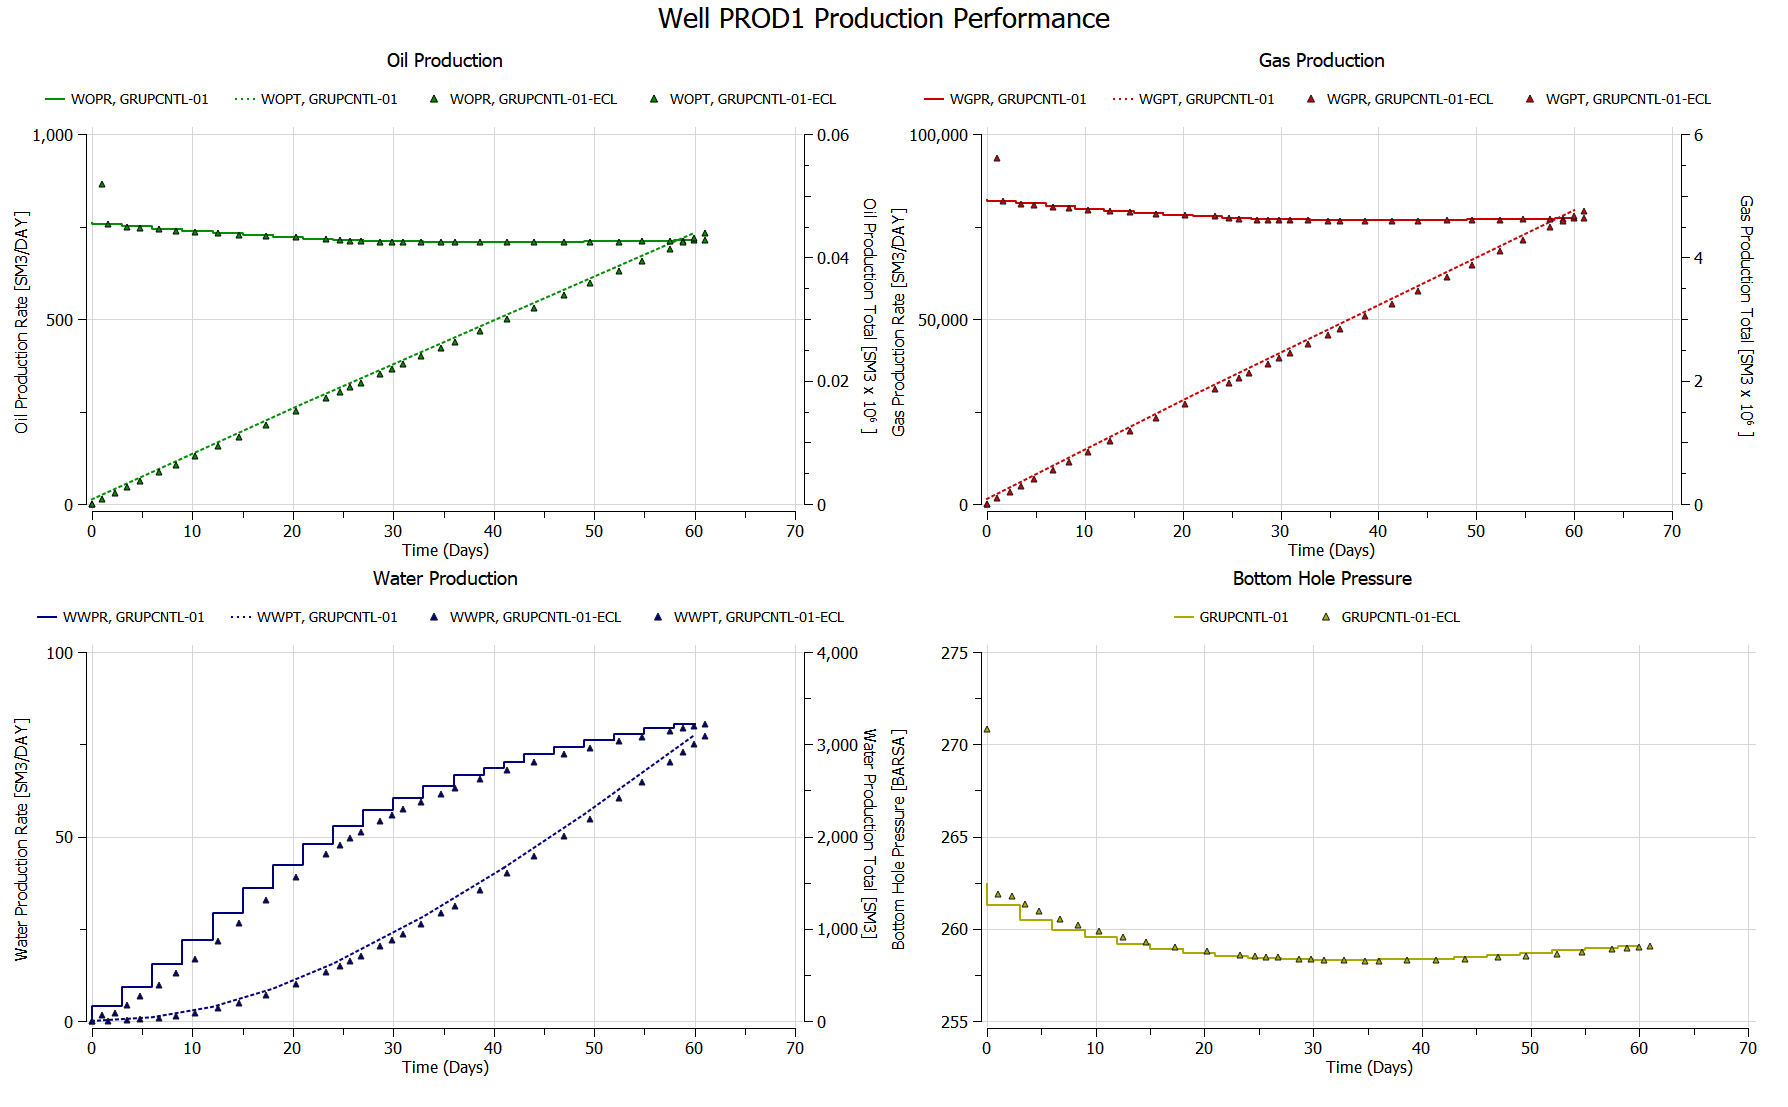 Well PROD1 Production Performance
Oil Production
WOPR, GRUPCNTL-01 WOPT, GRUPCNTL-01 WOPR, GRUPCNTL-01-ECL WOPT, GRUPCNTL-01-ECL
1,000
500
0
Oil Production Rate [SM3/DAY]
0.06
0.04
0.02
0
Oil Production Total [SM3 x 10⁶ ]
0 10 20 30 40 50 60 70
Time (Days)
Gas Production
WGPR, GRUPCNTL-01 WGPT, GRUPCNTL-01 WGPR, GRUPCNTL-01-ECL WGPT, GRUPCNTL-01-ECL
100,000
50,000
0
Gas Production Rate [SM3/DAY]
6
4
2
0
Gas Production Total [SM3 x 10⁶ ]
0 10 20 30 40 50 60 70
Time (Days)
Water Production
WWPR, GRUPCNTL-01 WWPT, GRUPCNTL-01 WWPR, GRUPCNTL-01-ECL WWPT, GRUPCNTL-01-ECL
100
50
0
Water Production Rate [SM3/DAY]
4,000
3,000
2,000
1,000
0
Water Production Total [SM3]
0 10 20 30 40 50 60 70
Time (Days)
Bottom Hole Pressure
GRUPCNTL-01 GRUPCNTL-01-ECL
275
270
265
260
255
Bottom Hole Pressure [BARSA]
0 10 20 30 40 50 60 70
Time (Days)